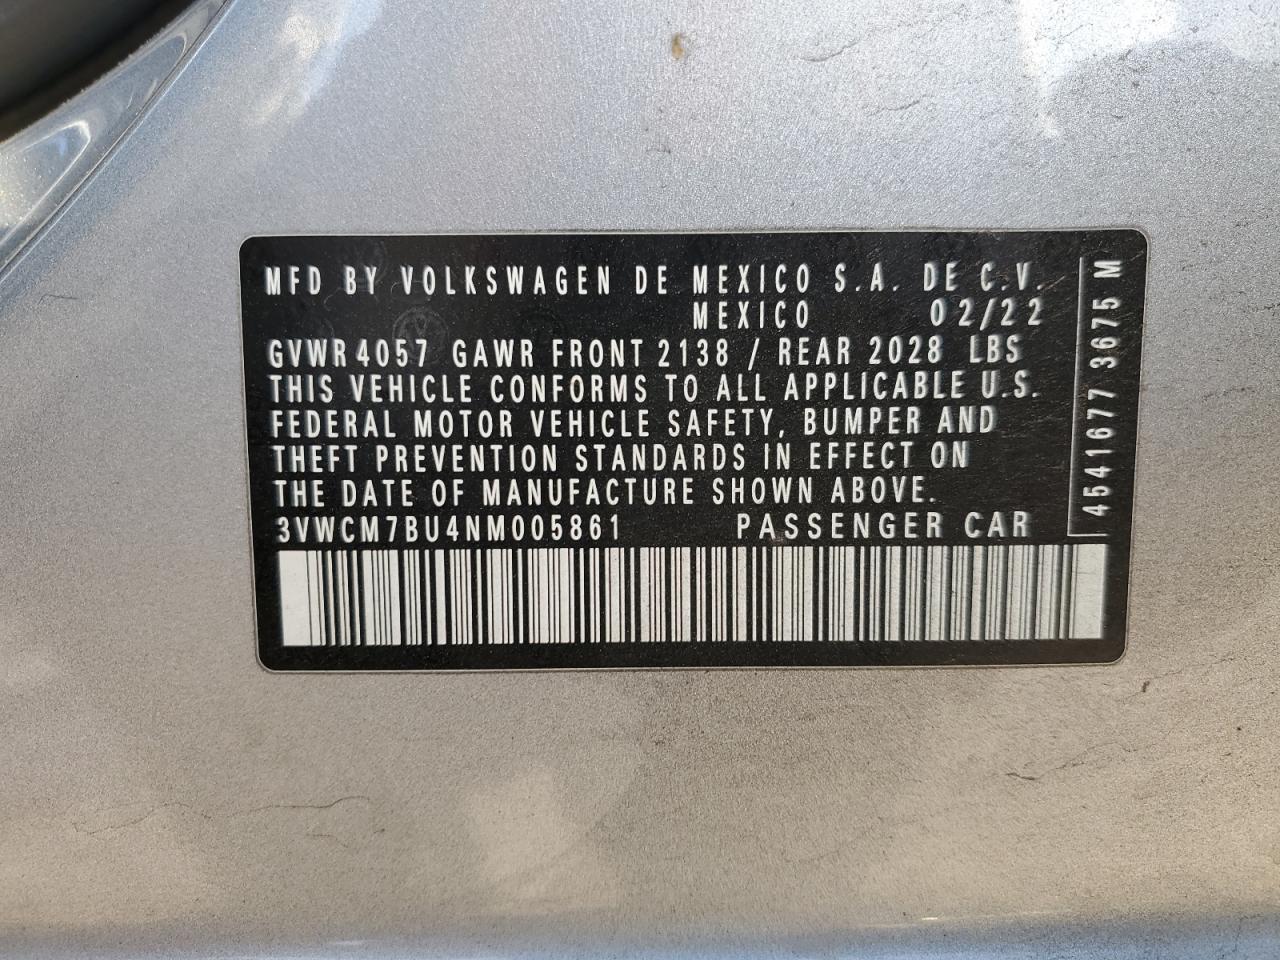 MFD BY VOLKSWAGEN DE MEXICO S.A. DE C.V.
MEXICO 02/22
GVWR 4057 GAWR FRONT 2138 / REAR 2028 LBS
THIS VEHICLE CONFORMS TO ALL APPLICABLE U.S.
FEDERAL MOTOR VEHICLE SAFETY, BUMPER AND
THEFT PREVENTION STANDARDS IN EFFECT ON
THE DATE OF MANUFACTURE SHOWN ABOVE.
3VWCM7BU4NM005861 PASSENGER CAR
4541677 3675 M